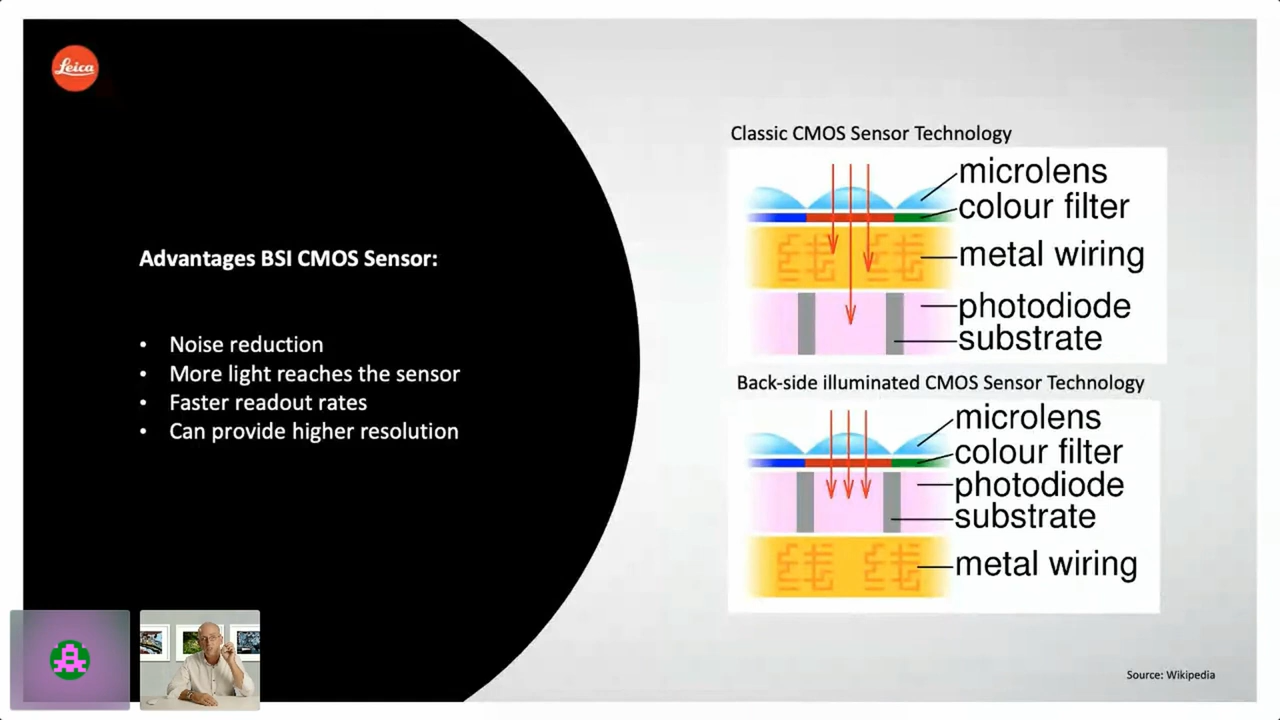 Leica
Advantages BSI CMOS Sensor:
• Noise reduction
• More light reaches the sensor
• Faster readout rates
• Can provide higher resolution
Classic CMOS Sensor Technology
microlens
colour filter
metal wiring
photodiode
substrate
Back-side illuminated CMOS Sensor Technology
microlens
colour filter
photodiode
substrate
metal wiring
Source: Wikipedia